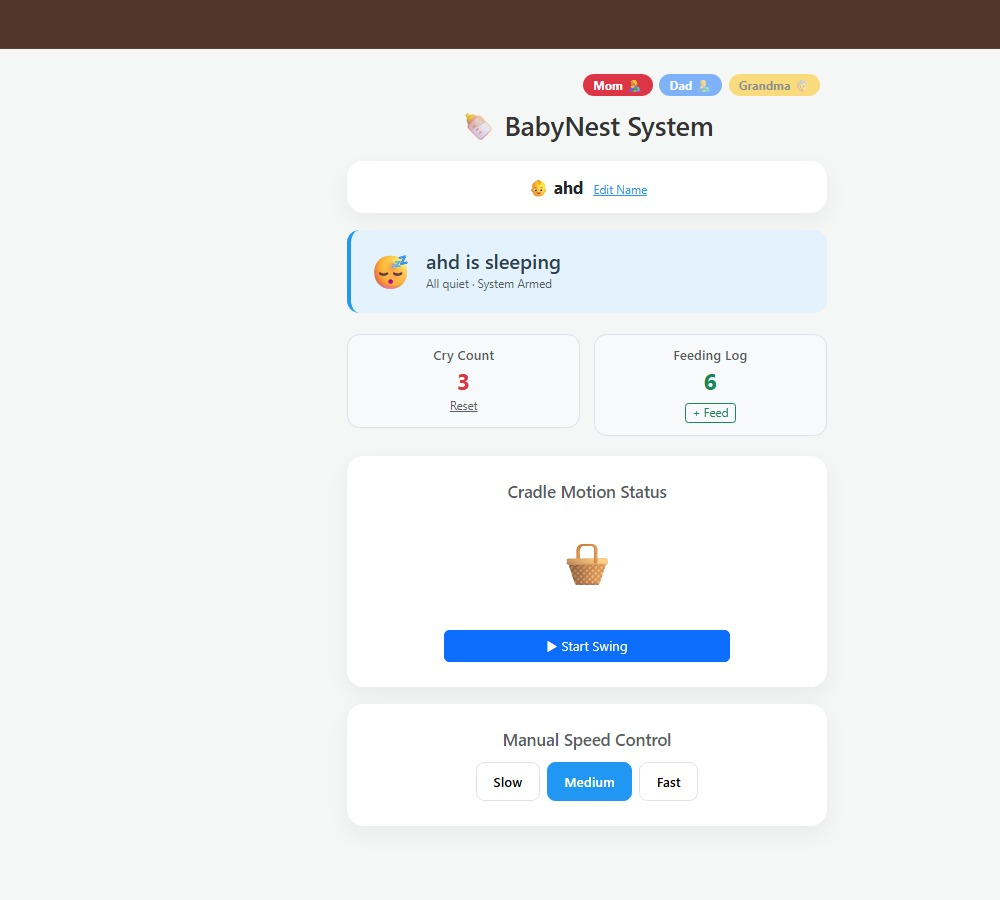 Mom Dad Grandma
BabyNest System
ahd Edit Name
ahd is sleeping
All quiet · System Armed
Cry Count
3
Reset
Feeding Log
6
+ Feed
Cradle Motion Status
▶ Start Swing
Manual Speed Control
Slow Medium Fast